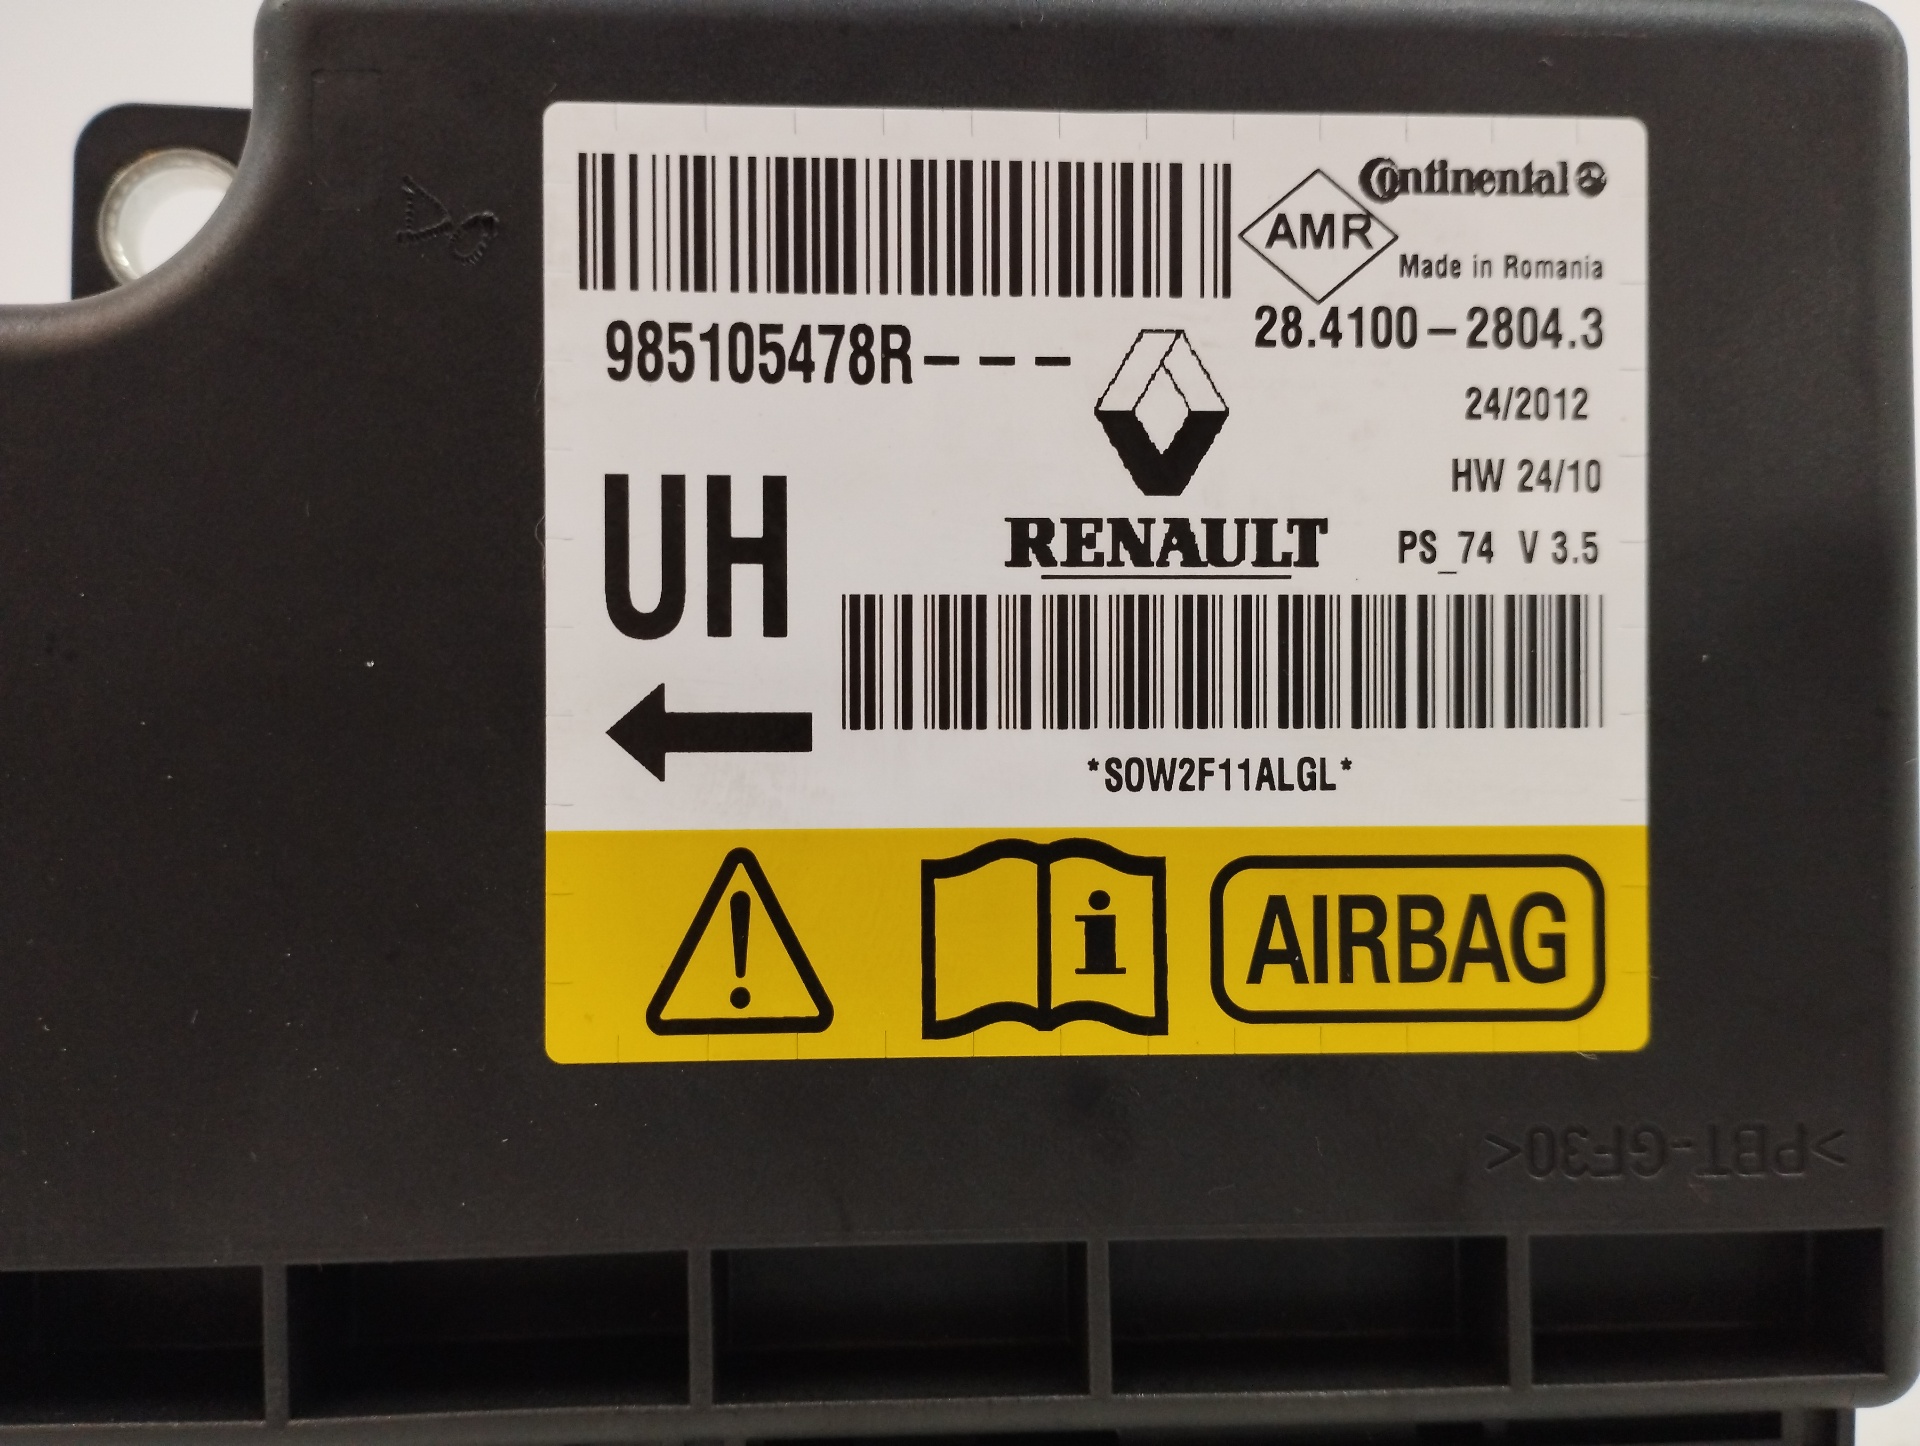 Continental
AMR
Made in Romania
985105478R---
28.4100-2804.3
24/2012
HW 24/10
UH
RENAULT
PS_74 V 3.5
*S0W2F11ALGL*
AIRBAG
>PBT-GF30<